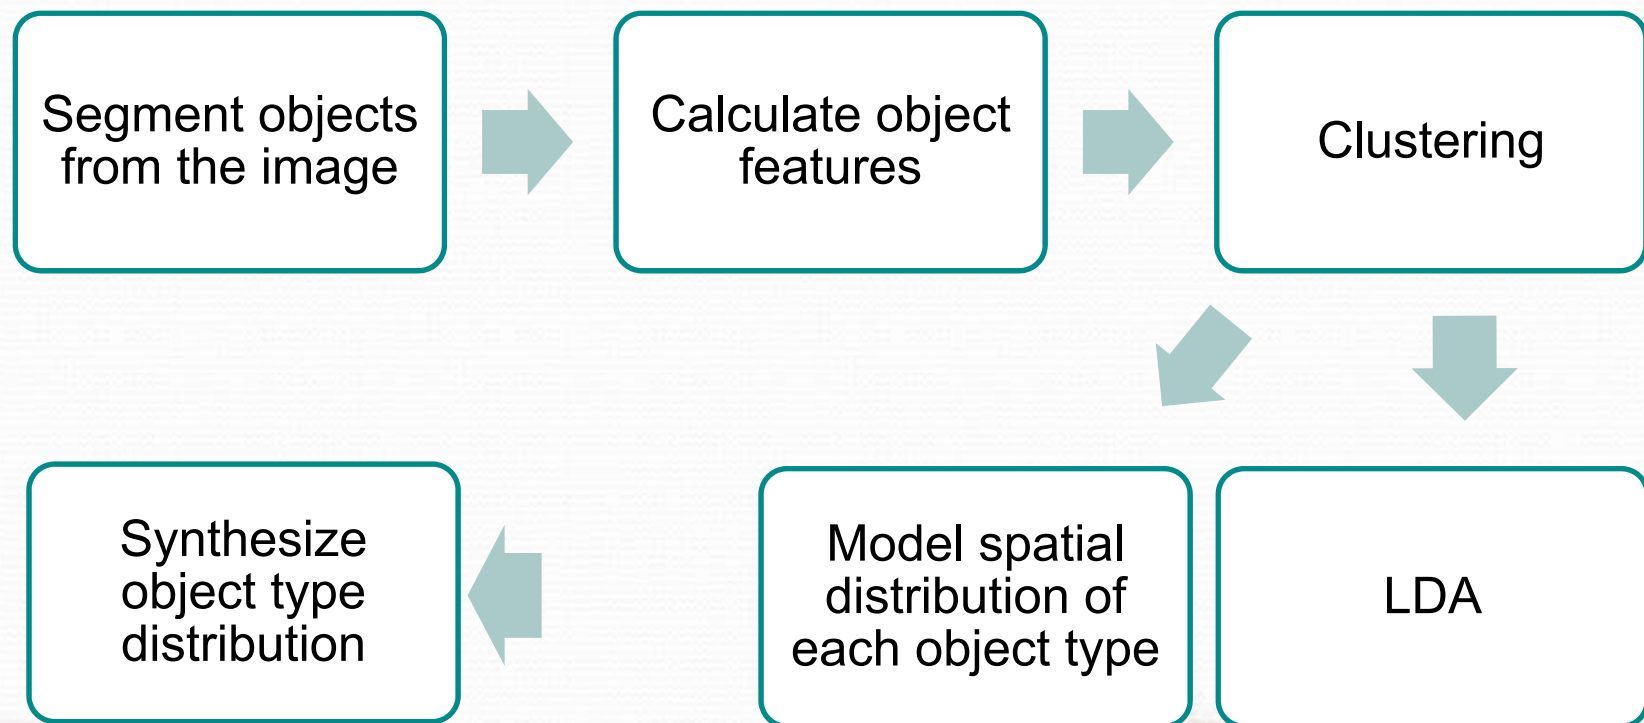 Segment objects
from the image
Calculate object
features
Clustering
Synthesize
object type
distribution
Model spatial
distribution of
each object type
LDA